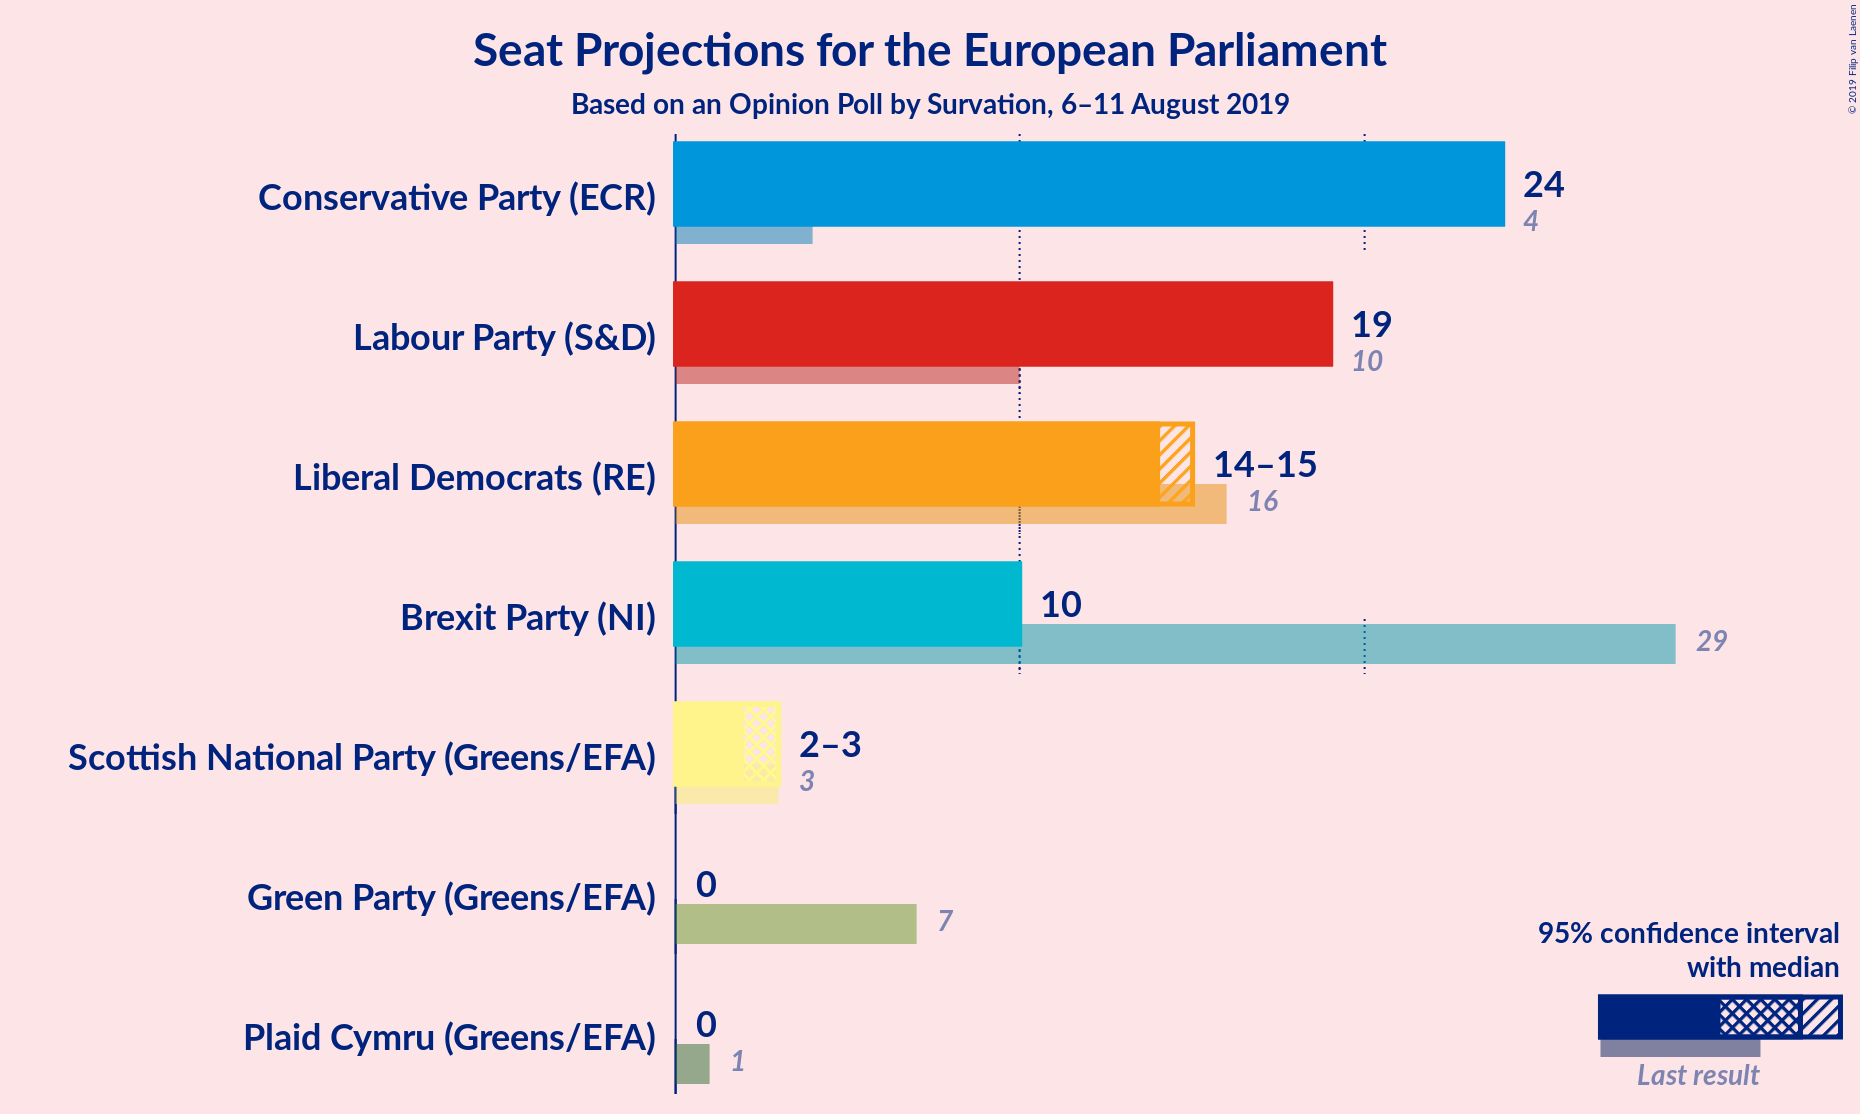 Seat Projections for the European Parliament
Based on an Opinion Poll by Survation, 6–11 August 2019
© 2019 Filip van Laenen
Conservative Party (ECR)
24
4
Labour Party (S&D)
19
10
Liberal Democrats (RE)
14–15
16
Brexit Party (NI)
10
29
Scottish National Party (Greens/EFA)
2–3
3
Green Party (Greens/EFA)
0
7
Plaid Cymru (Greens/EFA)
0
1
95% confidence interval
with median
Last result